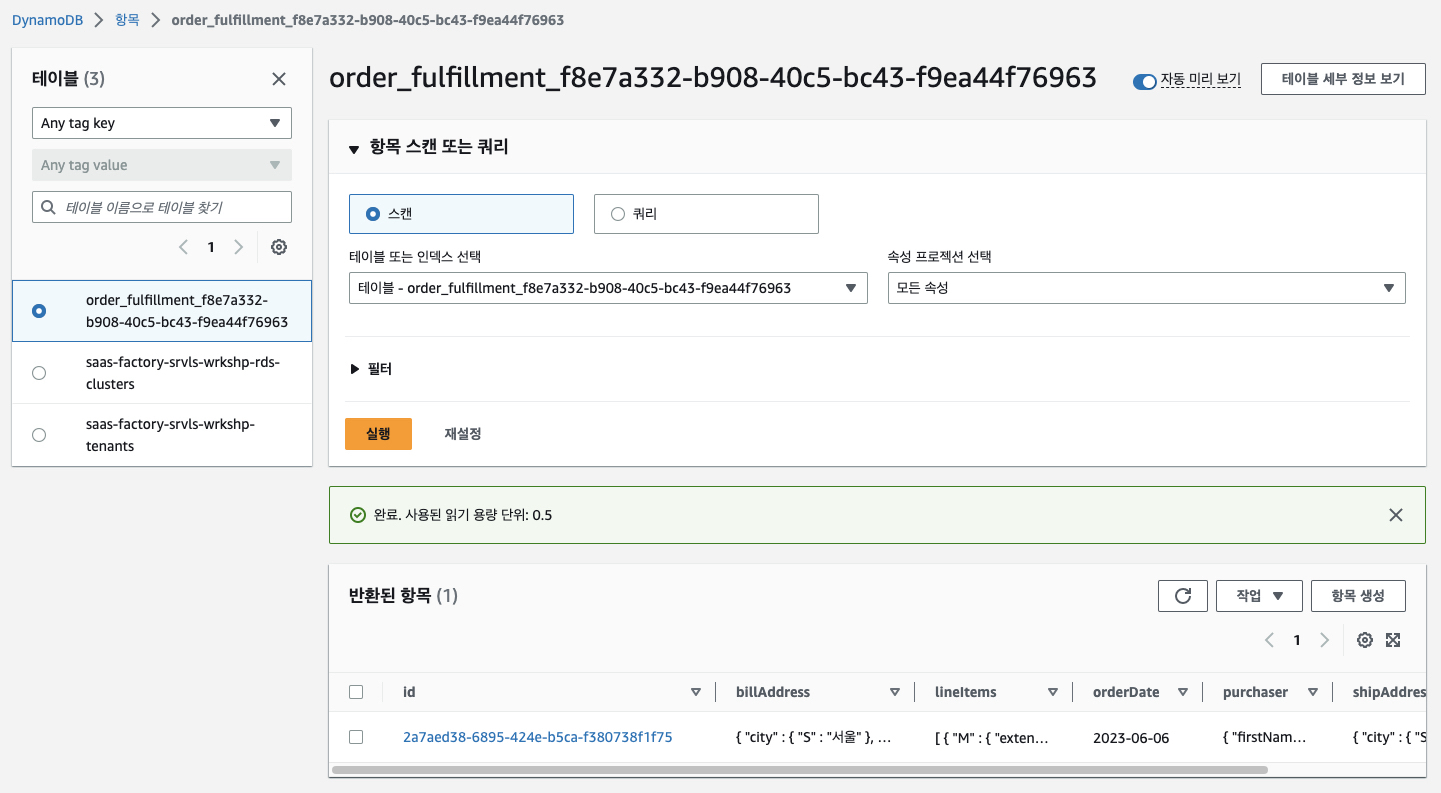 DynamoDB > 항목 > order_fulfillment_f8e7a332-b908-40c5-bc43-f9ea44f76963
테이블 (3)
Any tag key
Any tag value
테이블 이름으로 테이블 찾기
1
order_fulfillment_f8e7a332-
b908-40c5-bc43-f9ea44f76963
saas-factory-srvls-wrkshp-rds-
clusters
saas-factory-srvls-wrkshp-
tenants
order_fulfillment_f8e7a332-b908-40c5-bc43-f9ea44f76963
자동 미리 보기
테이블 세부 정보 보기
항목 스캔 또는 쿼리
스캔
쿼리
테이블 또는 인덱스 선택
속성 프로젝션 선택
테이블 - order_fulfillment_f8e7a332-b908-40c5-bc43-f9ea44f76963
모든 속성
필터
실행
재설정
완료. 사용된 읽기 용량 단위: 0.5
반환된 항목 (1)
작업
항목 생성
1
id billAddress lineItems orderDate purchaser shipAddres
2a7aed38-6895-424e-b5ca-f380738f1f75 { "city" : { "S" : "서울" }, ... [ { "M" : { "exten... 2023-06-06 { "firstNam... { "city" : { "S